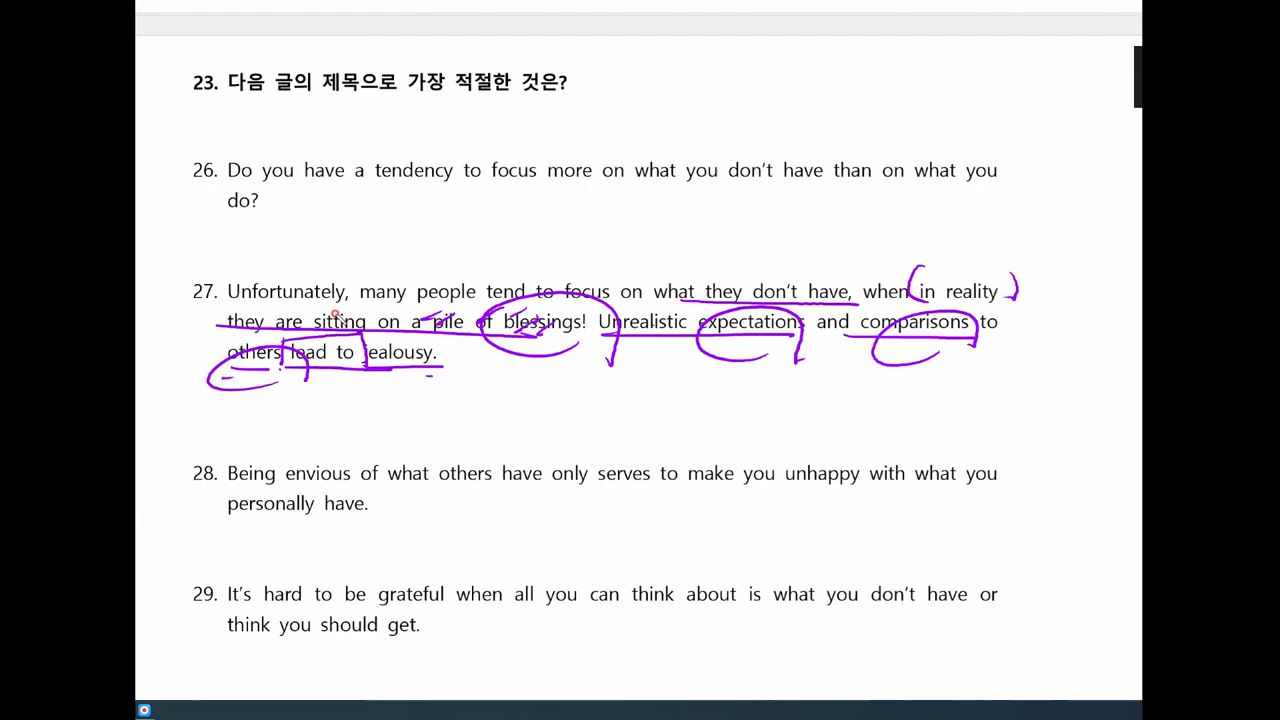 23. 다음 글의 제목으로 가장 적절한 것은?
26. Do you have a tendency to focus more on what you don't have than on what you
do?
27. Unfortunately, many people tend to focus on what they don't have, when in reality
they are sitting on a pile of blessings! Unrealistic expectations and comparisons to
others lead to jealousy.
28. Being envious of what others have only serves to make you unhappy with what you
personally have.
29. It's hard to be grateful when all you can think about is what you don't have or
think you should get.